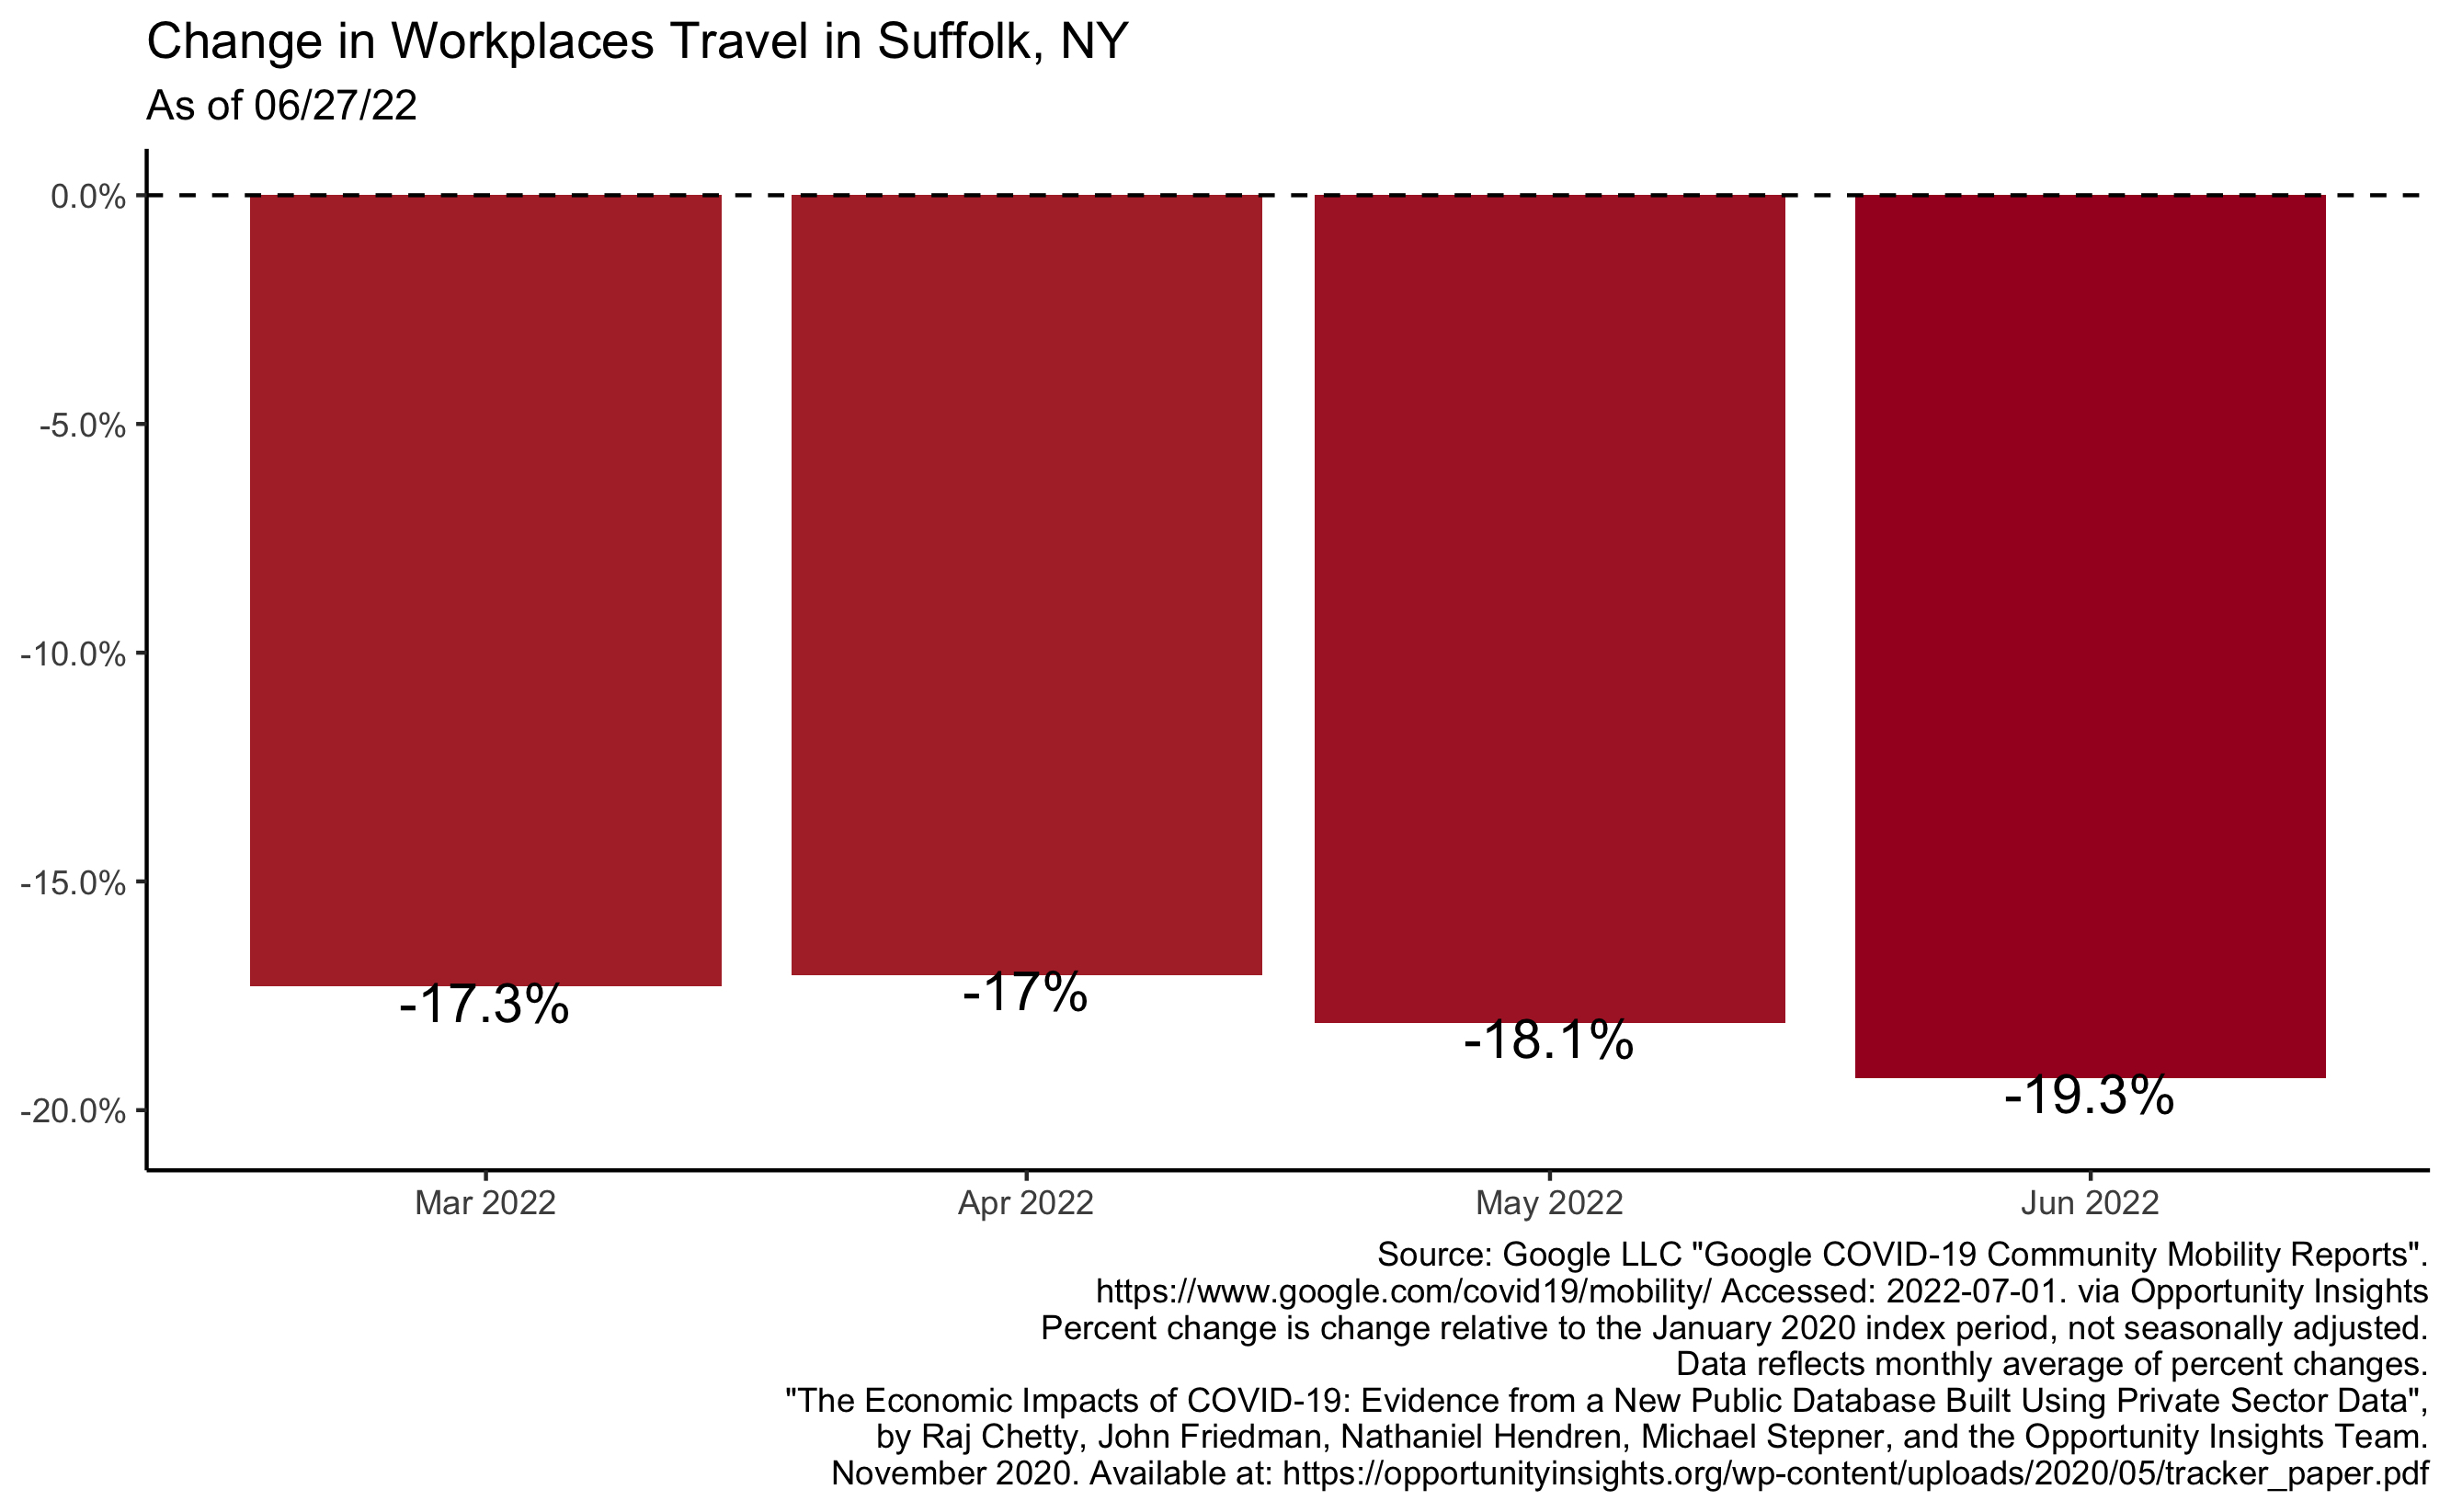 Change in Workplaces Travel in Suffolk, NY
As of 06/27/22
0.0%
-5.0%
-10.0%
-15.0%
-20.0%
-17.3%
-17%
-18.1%
-19.3%
Mar 2022
Apr 2022
May 2022
Jun 2022
Source: Google LLC "Google COVID-19 Community Mobility Reports".
https://www.google.com/covid19/mobility/ Accessed: 2022-07-01. via Opportunity Insights
Percent change is change relative to the January 2020 index period, not seasonally adjusted.
Data reflects monthly average of percent changes.
"The Economic Impacts of COVID-19: Evidence from a New Public Database Built Using Private Sector Data",
by Raj Chetty, John Friedman, Nathaniel Hendren, Michael Stepner, and the Opportunity Insights Team.
November 2020. Available at: https://opportunityinsights.org/wp-content/uploads/2020/05/tracker_paper.pdf